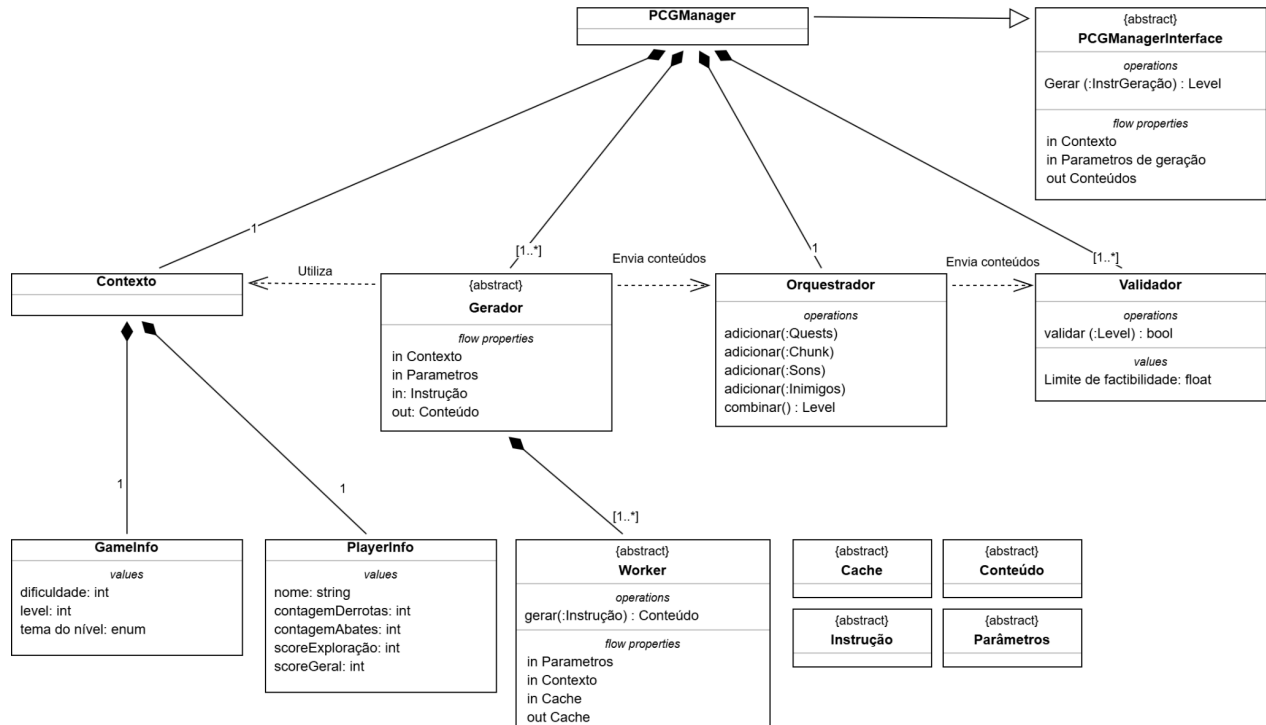 PCGManager
{abstract}
PCGManagerInterface
operations
Gerar (:InstrGeração) : Level
flow properties
in Contexto
in Parametros de geração
out Conteúdos
1
[1..*]
1
[1..*]
Contexto
Utiliza
{abstract}
Gerador
flow properties
in Contexto
in Parametros
in: Instrução
out: Conteúdo
Envia conteúdos
Orquestrador
operations
adicionar(:Quests)
adicionar(:Chunk)
adicionar(:Sons)
adicionar(:Inimigos)
combinar() : Level
Envia conteúdos
Validador
operations
validar (:Level) : bool
values
Limite de factibilidade: float
1
1
[1..*]
GameInfo
values
dificuldade: int
level: int
tema do nível: enum
PlayerInfo
values
nome: string
contagemDerrotas: int
contagemAbates: int
scoreExploração: int
scoreGeral: int
{abstract}
Worker
operations
gerar(:Instrução) : Conteúdo
flow properties
in Parametros
in Contexto
in Cache
out Cache
{abstract}
Cache
{abstract}
Conteúdo
{abstract}
Instrução
{abstract}
Parâmetros